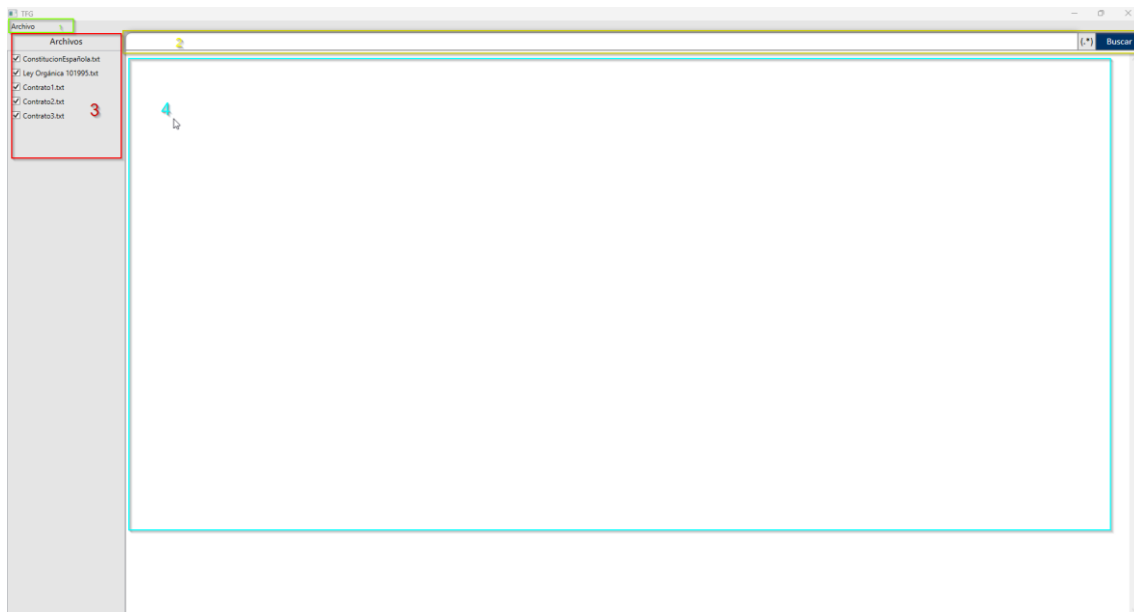 TFG
Archivo
Archivos
2
(.*)
Buscar
ConstitucionEspañola.txt
Ley Orgánica 101995.txt
Contrato1.txt
Contrato2.txt
Contrato3.txt
3
4